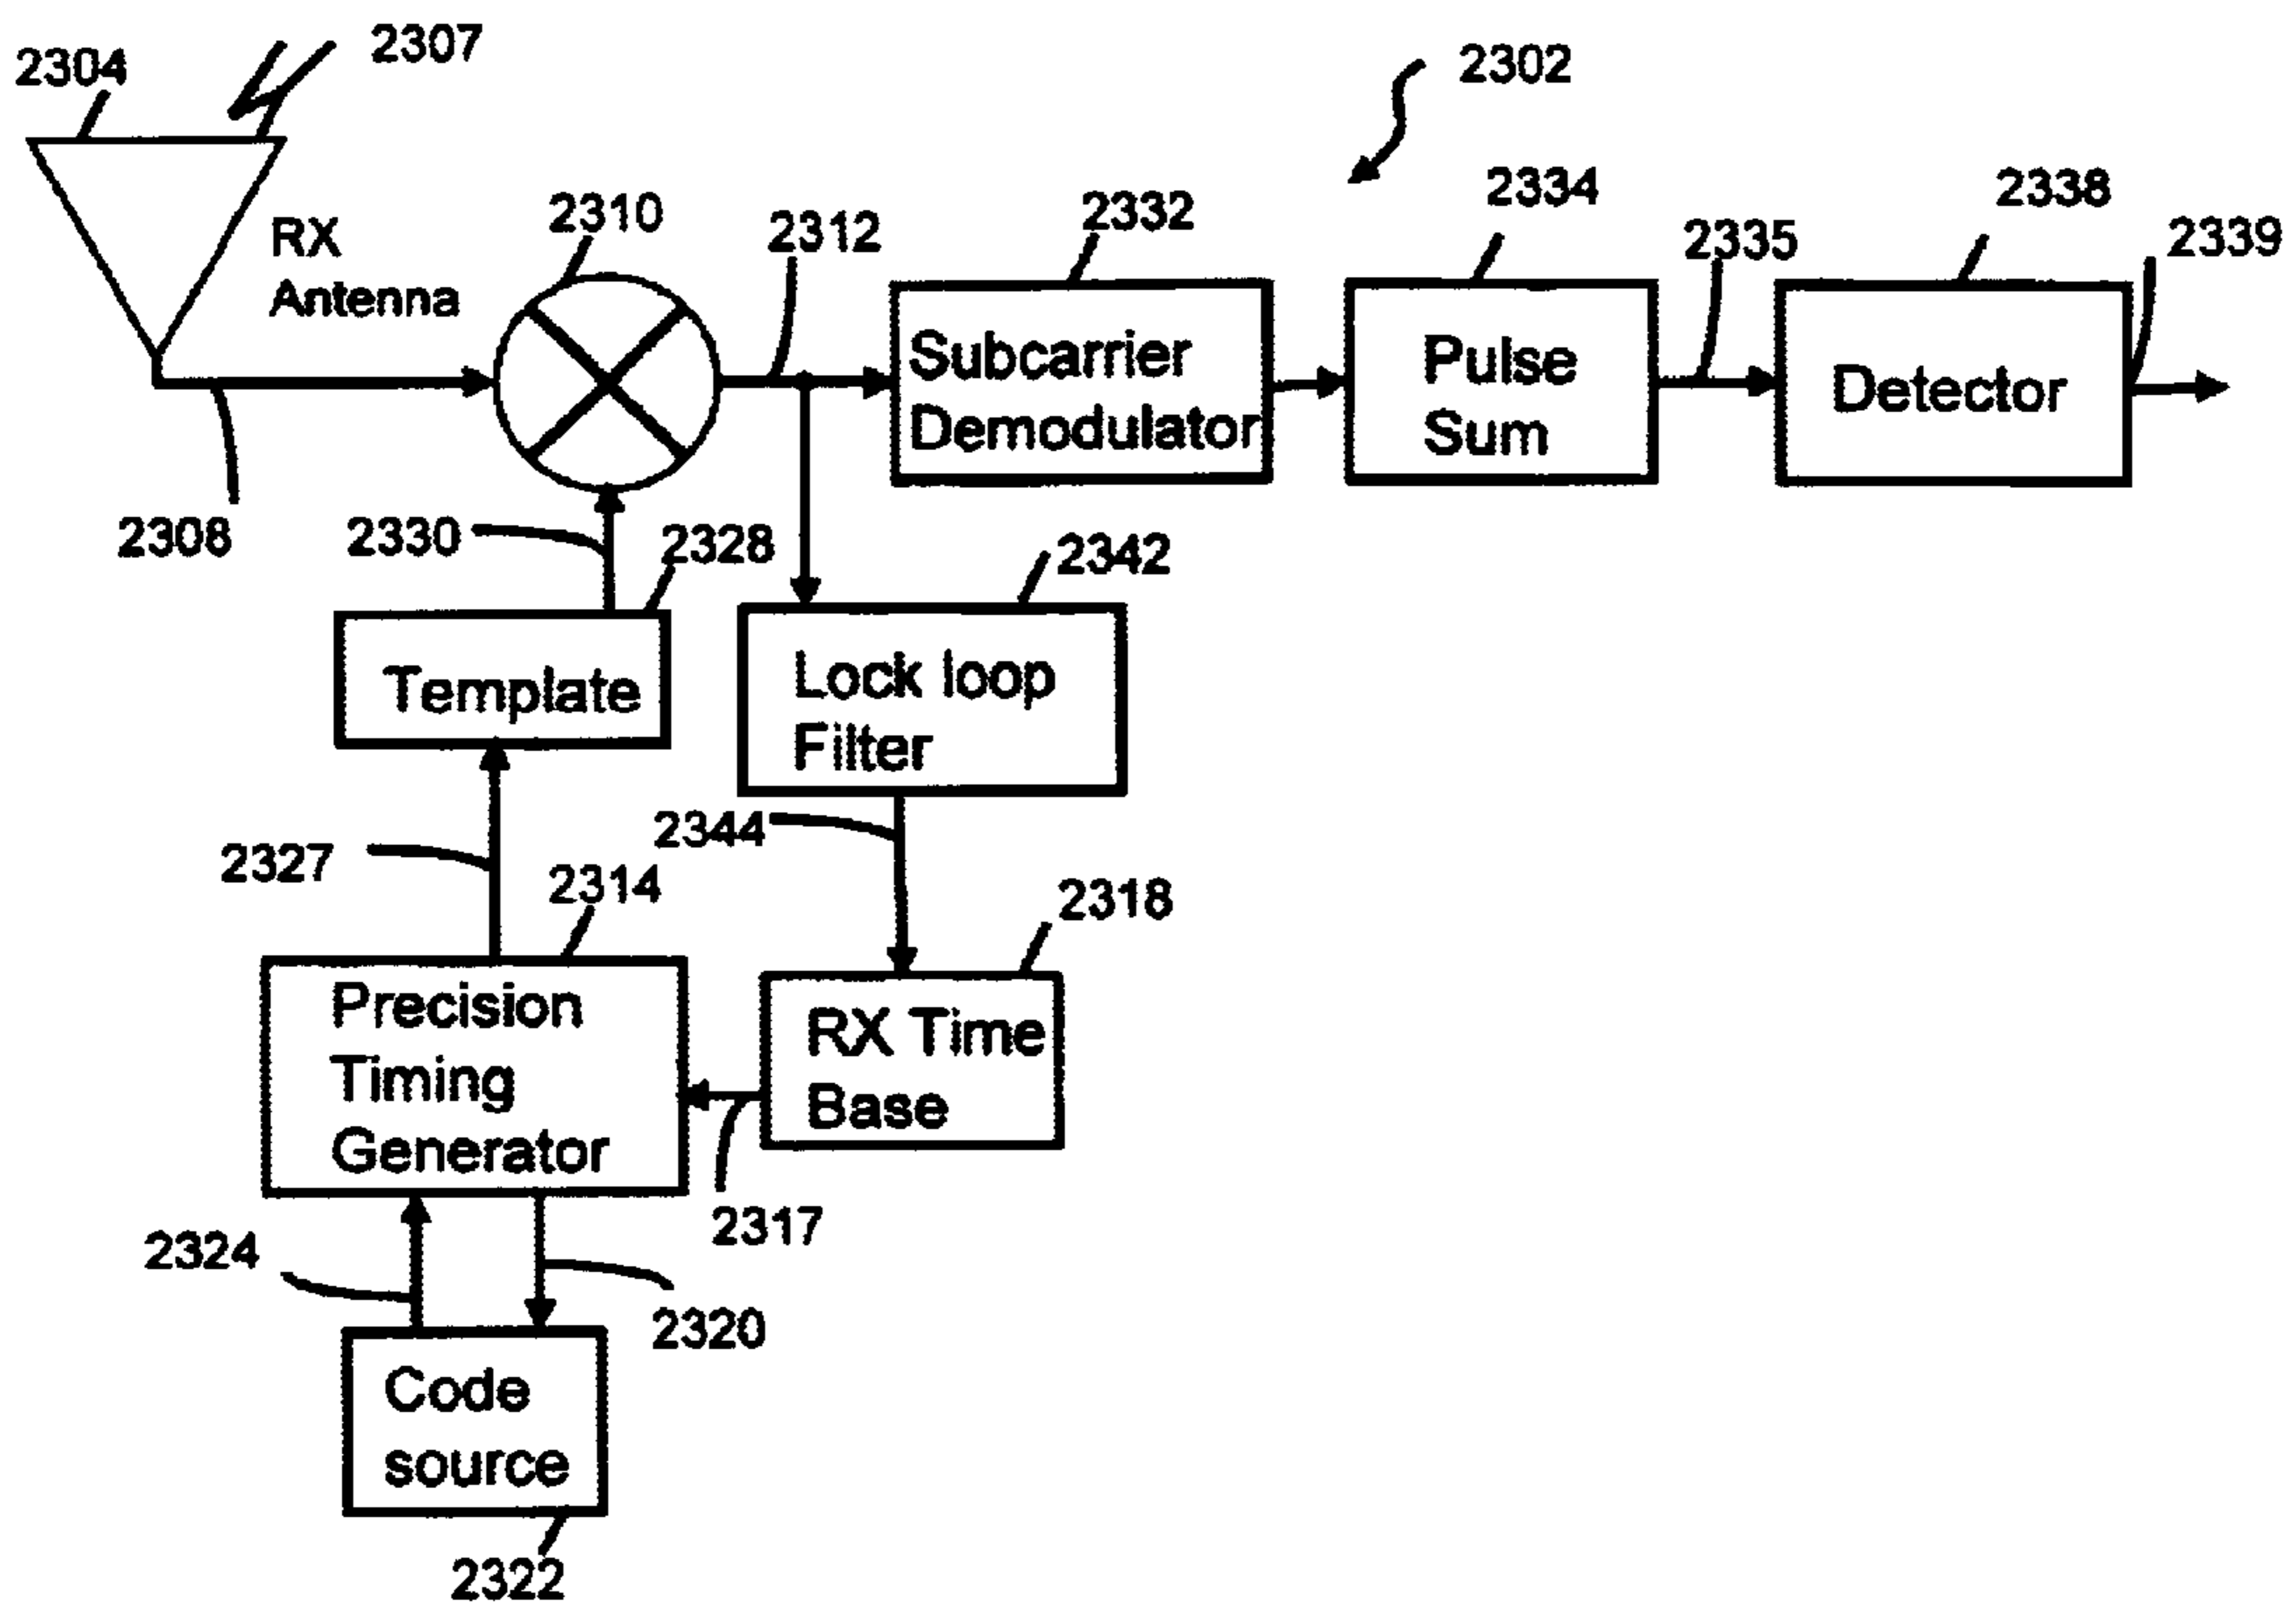 2304
2307
2302
RX
Antenna
2310
2312
2332
2334
2335
2338
2339
Subcarrier
Demodulator
Pulse
Sum
Detector
2308
2330
2328
2342
Template
Lock loop
Filter
2327
2344
2314
2318
Precision
Timing
Generator
RX Time
Base
2324
2317
2320
Code
source
2322